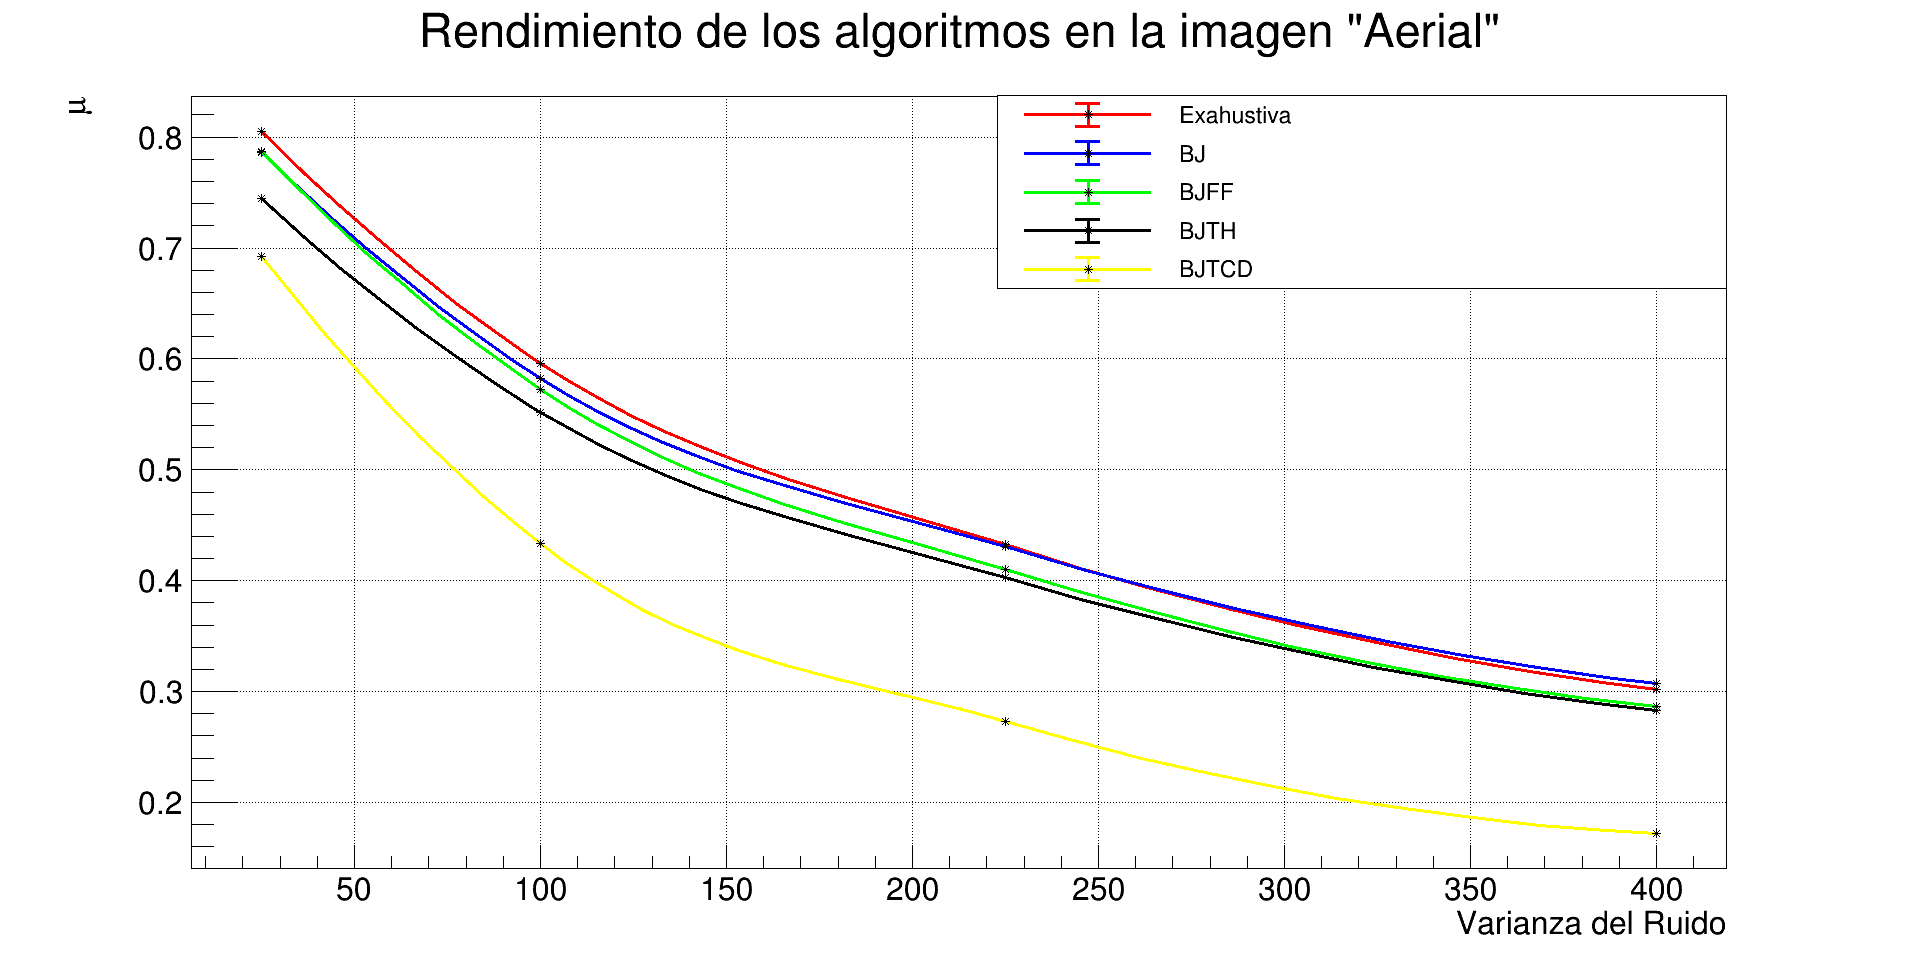 Rendimiento de los algoritmos en la imagen "Aerial"
μ
Exahustiva
BJ
BJFF
BJTH
BJTCD
0.8
0.7
0.6
0.5
0.4
0.3
0.2
50 100 150 200 250 300 350 400
Varianza del Ruido